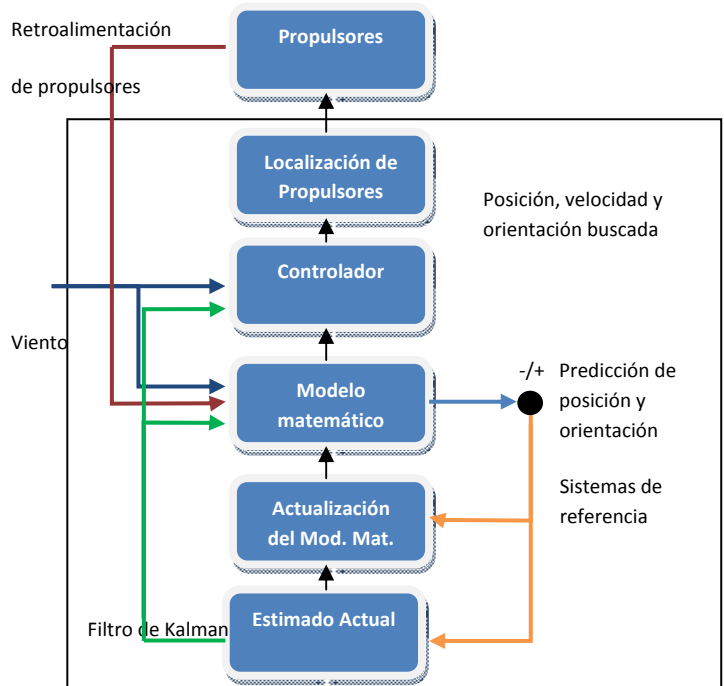 Retroalimentación
de propulsores
Propulsores
Localización de
Propulsores
Posición, velocidad y
orientación buscada
Controlador
Viento
Modelo
matemático
-/+ Predicción de
posición y
orientación
Sistemas de
referencia
Actualización
del Mod. Mat.
Filtro de Kalman
Estimado Actual